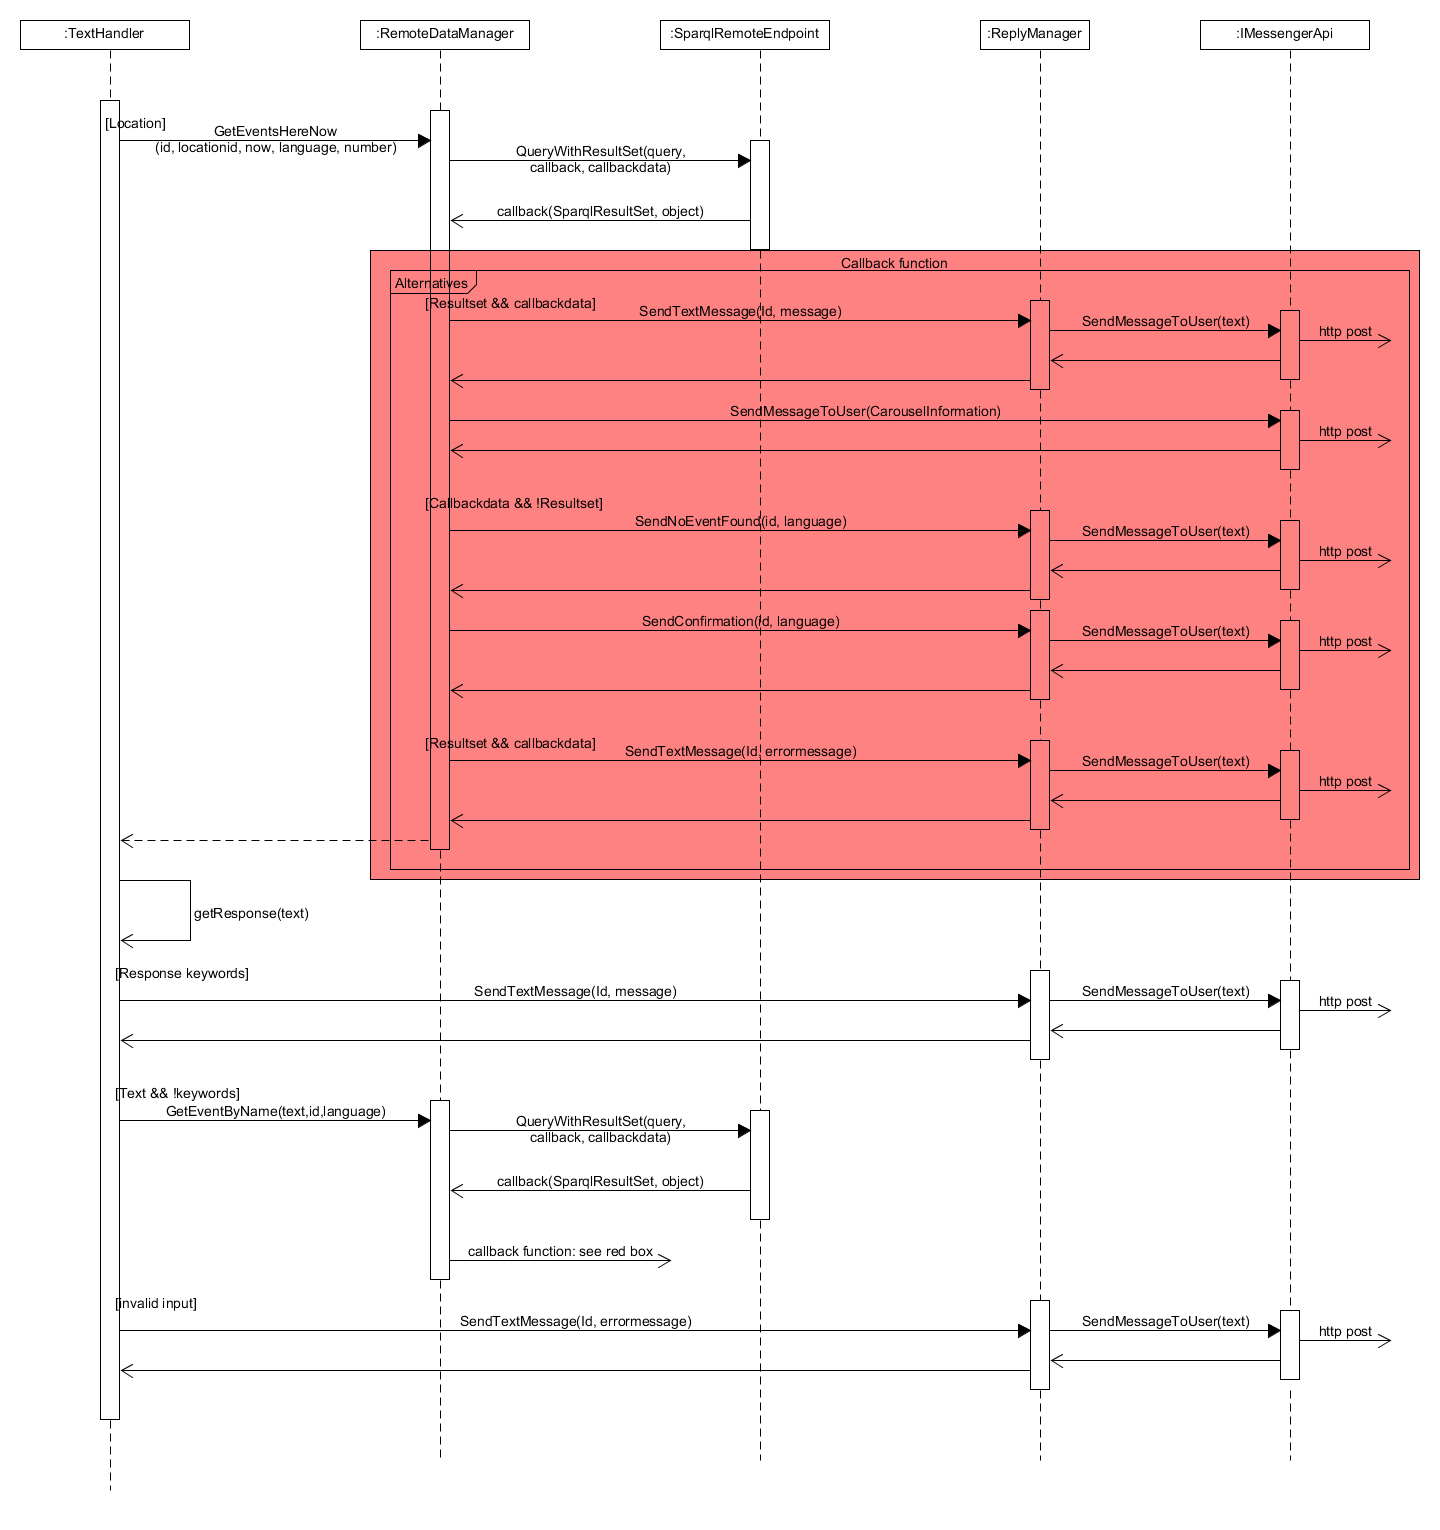 :TextHandler
:RemoteDataManager
:SparqlRemoteEndpoint
:ReplyManager
:IMessengerApi
[Location]
GetEventsHereNow
(id, locationid, now, language, number)
QueryWithResultSet(query,
callback, callbackdata)
callback(SparqlResultSet, object)
Callback function
Alternatives
[Resultset && callbackdata]
SendTextMessage(Id, message)
SendMessageToUser(text)
http post
SendMessageToUser(CarouselInformation)
http post
[Callbackdata && !Resultset]
SendNoEventFound(id, language)
SendMessageToUser(text)
http post
SendConfirmation(id, language)
SendMessageToUser(text)
http post
[Resultset && callbackdata]
SendTextMessage(Id, errormessage)
SendMessageToUser(text)
http post
getResponse(text)
[Response keywords]
SendTextMessage(Id, message)
SendMessageToUser(text)
http post
[Text && !keywords]
GetEventByName(text,id,language)
QueryWithResultSet(query,
callback, callbackdata)
callback(SparqlResultSet, object)
callback function: see red box
[invalid input]
SendTextMessage(Id, errormessage)
SendMessageToUser(text)
http post